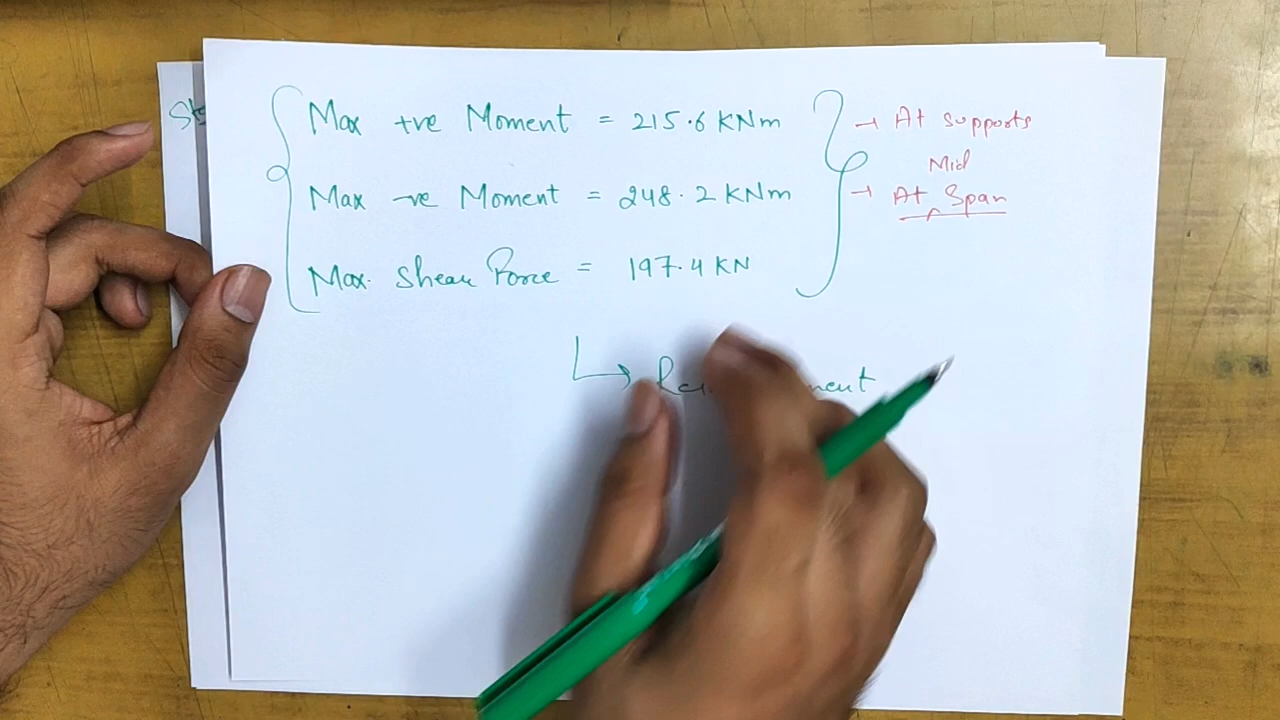 Max +ve Moment = 215.6 KNm → At supports
Mid
Max -ve Moment = 248.2 KNm → At Span
Max. Shear Force = 197.4 KN